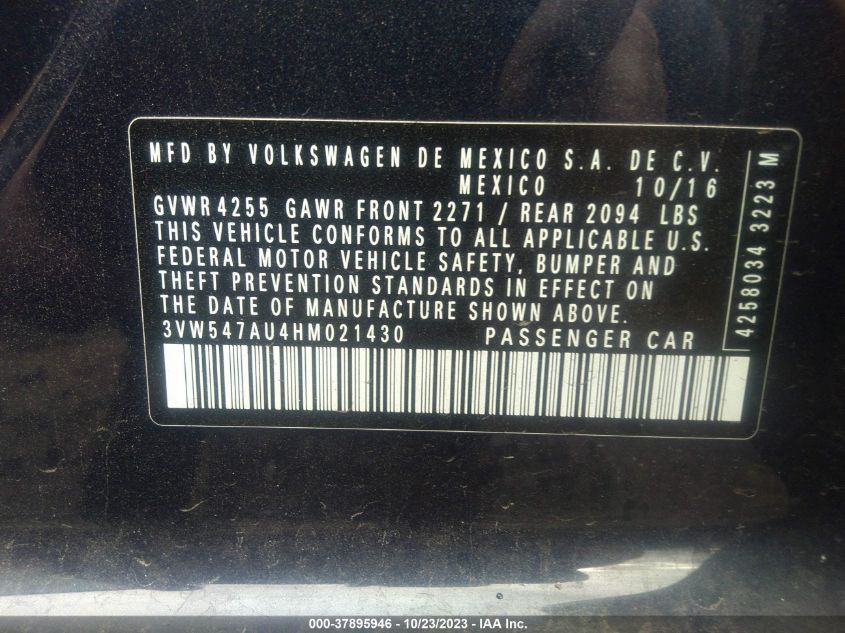 MFD BY VOLKSWAGEN DE MEXICO S.A. DE C.V.
MEXICO 10/16
GVWR 4255 GAWR FRONT 2271 / REAR 2094 LBS
THIS VEHICLE CONFORMS TO ALL APPLICABLE U.S.
FEDERAL MOTOR VEHICLE SAFETY, BUMPER AND
THEFT PREVENTION STANDARDS IN EFFECT ON
THE DATE OF MANUFACTURE SHOWN ABOVE.
3VW547AU4HM021430 PASSENGER CAR
4258034 3223 M
000-37895946 - 10/23/2023 - IAA Inc.